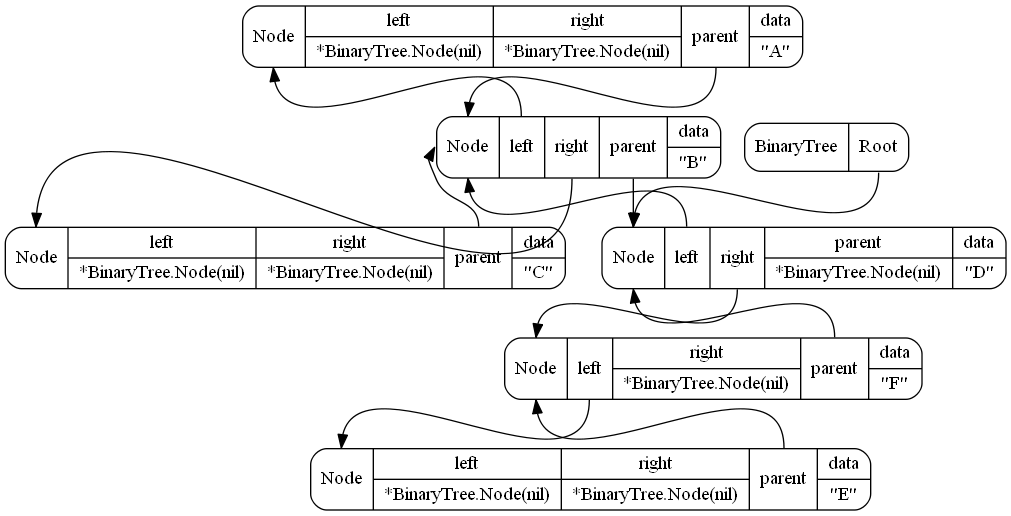 Node left right parent data
*BinaryTree.Node(nil) *BinaryTree.Node(nil) "A"
Node left right parent data
"B"
BinaryTree Root
Node left right parent data
*BinaryTree.Node(nil) *BinaryTree.Node(nil) "C"
Node left right parent data
*BinaryTree.Node(nil) "D"
Node left right parent data
*BinaryTree.Node(nil) "F"
Node left right parent data
*BinaryTree.Node(nil) *BinaryTree.Node(nil) "E"